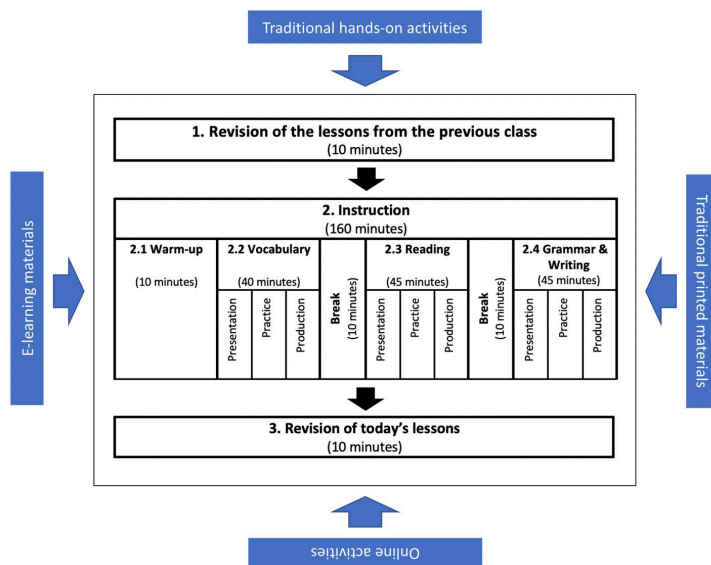 Traditional hands-on activities
1. Revision of the lessons from the previous class
(10 minutes)
2. Instruction
(160 minutes)
2.1 Warm-up
(10 minutes)
2.2 Vocabulary
(40 minutes)
Presentation
Practice
Production
Break
(10 minutes)
2.3 Reading
(45 minutes)
Presentation
Practice
Production
Break
(10 minutes)
2.4 Grammar &
Writing
(45 minutes)
Presentation
Practice
Production
3. Revision of today's lessons
(10 minutes)
E-learning materials
Traditional printed materials
Online activities